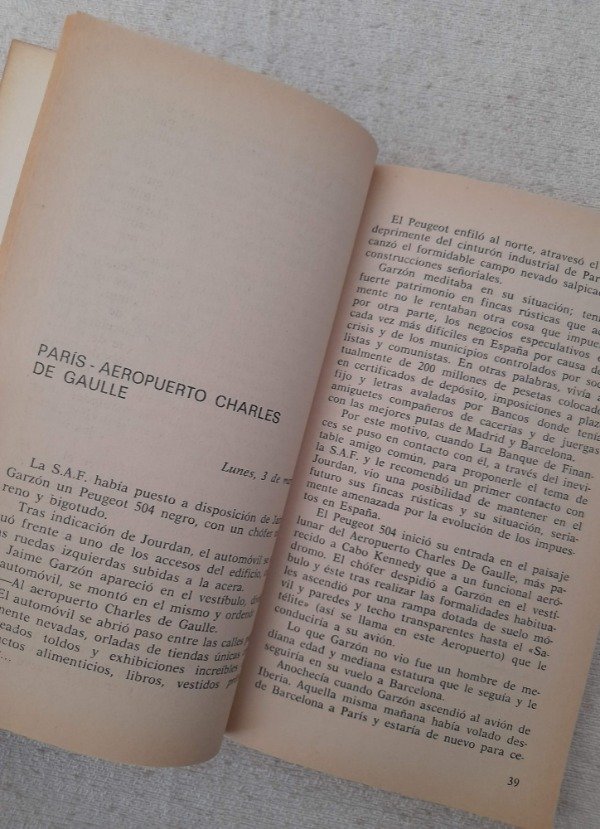 PARÍS - AEROPUERTO CHARLES
DE GAULLE
Lunes, 3 de
La S.A.F. había puesto a disposición de
Garzón un Peugeot 504 negro, con un chófer
reno y bigotudo.
Tras indicación de Jourdan, el automóvil se
tuó frente a uno de los accesos del edificio,
as ruedas izquierdas subidas a la acera.
Jaime Garzón apareció en el vestíbulo,
automóvil, se montó en el mismo y ordenó
—Al aeropuerto Charles de Gaulle.
El automóvil se abrió paso entre las calles
mente nevadas, orladas de tiendas únicas
eados toldos y exhibiciones increíbles
ctos alimenticios, libros, vestidos
El Peugeot enfiló al norte, atravesó el
deprimente del cinturón industrial de
canzó el formidable campo nevado
construcciones señoriales.
Garzón meditaba en su situación;
fuerte patrimonio en fincas rústicas que
mente no le rentaban otra cosa que
por otra parte, los negocios especulativos
cada vez más difíciles en España por causa de
crisis y de los municipios controlados por
listas y comunistas. En otras palabras, vivía
tualmente de 200 millones de pesetas
en certificados de depósito, imposiciones a
fijo y letras avaladas por Bancos donde
amiguetes compañeros de cacerías y de juergas
con las mejores putas de Madrid y Barcelona.
Por este motivo, cuando La Banque de Finan-
ces se puso en contacto con él, a través del inevi-
table amigo común, para proponerle el tema de
la S.A.F. y le recomendó un primer contacto con
Jourdan, vio una posibilidad de mantener en el
futuro sus fincas rústicas y su situación, seria-
mente amenazada por la evolución de los impues-
tos en España.
El Peugeot 504 inició su entrada en el paisaje
lunar del Aeropuerto Charles De Gaulle, más pa-
recido a Cabo Kennedy que a un funcional aeró-
dromo. El chófer despidió a Garzón en el vestí-
bulo y éste tras realizar las formalidades habitua-
les ascendió por una rampa dotada de suelo mó-
vil y paredes y techo transparentes hasta el «Sa-
télite» (así se llama en este Aeropuerto) que le
conduciría a su avión.
Lo que Garzón no vio fue un hombre de me-
diana edad y mediana estatura que le seguía y le
seguiría en su vuelo a Barcelona.
Anochecía cuando Garzón ascendió al avión de
Iberia. Aquella misma mañana había volado des-
de Barcelona a París y estaría de nuevo para ce-
39